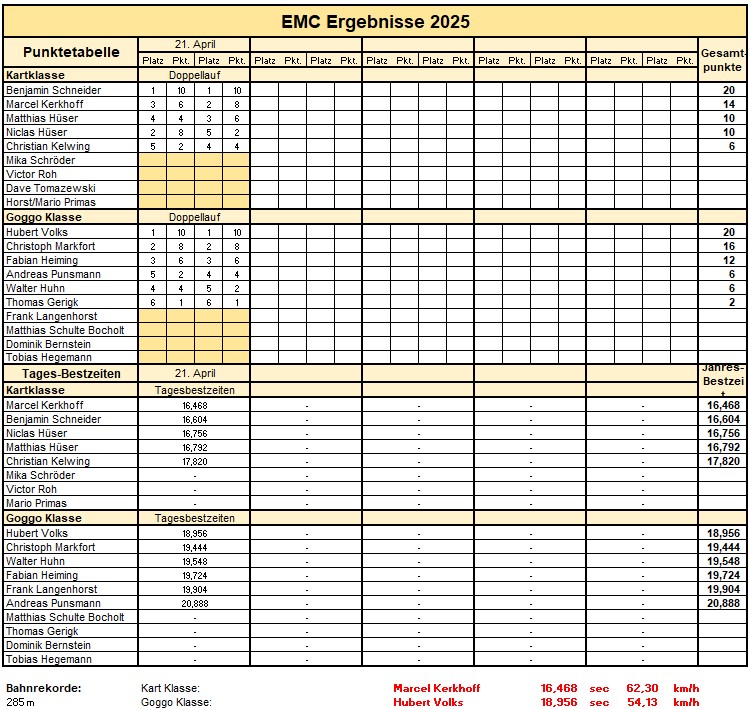 EMC Ergebnisse 2025
Punktetabelle 21. April Gesamt-punkte
Platz Pkt. Platz Pkt. Platz Pkt. Platz Pkt. Platz Pkt. Platz Pkt. Platz Pkt. Platz Pkt. Platz Pkt. Platz Pkt.
Kartklasse Doppellauf
Benjamin Schneider 1 10 1 10 20
Marcel Kerkhoff 3 6 2 8 14
Matthias Hüser 4 4 3 6 10
Niclas Hüser 2 8 5 2 10
Christian Kelwing 5 2 4 4 6
Mika Schröder
Victor Roh
Dave Tomazewski
Horst/Mario Primas
Goggo Klasse Doppellauf
Hubert Volks 1 10 1 10 20
Christoph Markfort 2 8 2 8 16
Fabian Heiming 3 6 3 6 12
Andreas Punsmann 5 2 4 4 6
Walter Huhn 4 4 5 2 6
Thomas Gerigk 6 1 6 1 2
Frank Langenhorst
Matthias Schulte Bocholt
Dominik Bernstein
Tobias Hegemann
Tages-Bestzeiten 21. April Jahres-Bestzeit
Kartklasse Tagesbestzeiten
Marcel Kerkhoff 16,468 - - - - 16,468
Benjamin Schneider 16,604 - - - - 16,604
Niclas Hüser 16,756 - - - - 16,756
Matthias Hüser 16,792 - - - - 16,792
Christian Kelwing 17,820 - - - - 17,820
Mika Schröder - - - - -
Victor Roh - - - - -
Mario Primas - - - - -
Goggo Klasse Tagesbestzeiten
Hubert Volks 18,956 - - - - 18,956
Christoph Markfort 19,444 - - - - 19,444
Walter Huhn 19,548 - - - - 19,548
Fabian Heiming 19,724 - - - - 19,724
Frank Langenhorst 19,904 - - - - 19,904
Andreas Punsmann 20,888 - - - - 20,888
Matthias Schulte Bocholt - - - - -
Thomas Gerigk - - - - -
Dominik Bernstein - - - - -
Tobias Hegemann - - - - -
Bahnrekorde: Kart Klasse: Marcel Kerkhoff 16,468 sec 62,30 km/h
285 m Goggo Klasse: Hubert Volks 18,956 sec 54,13 km/h